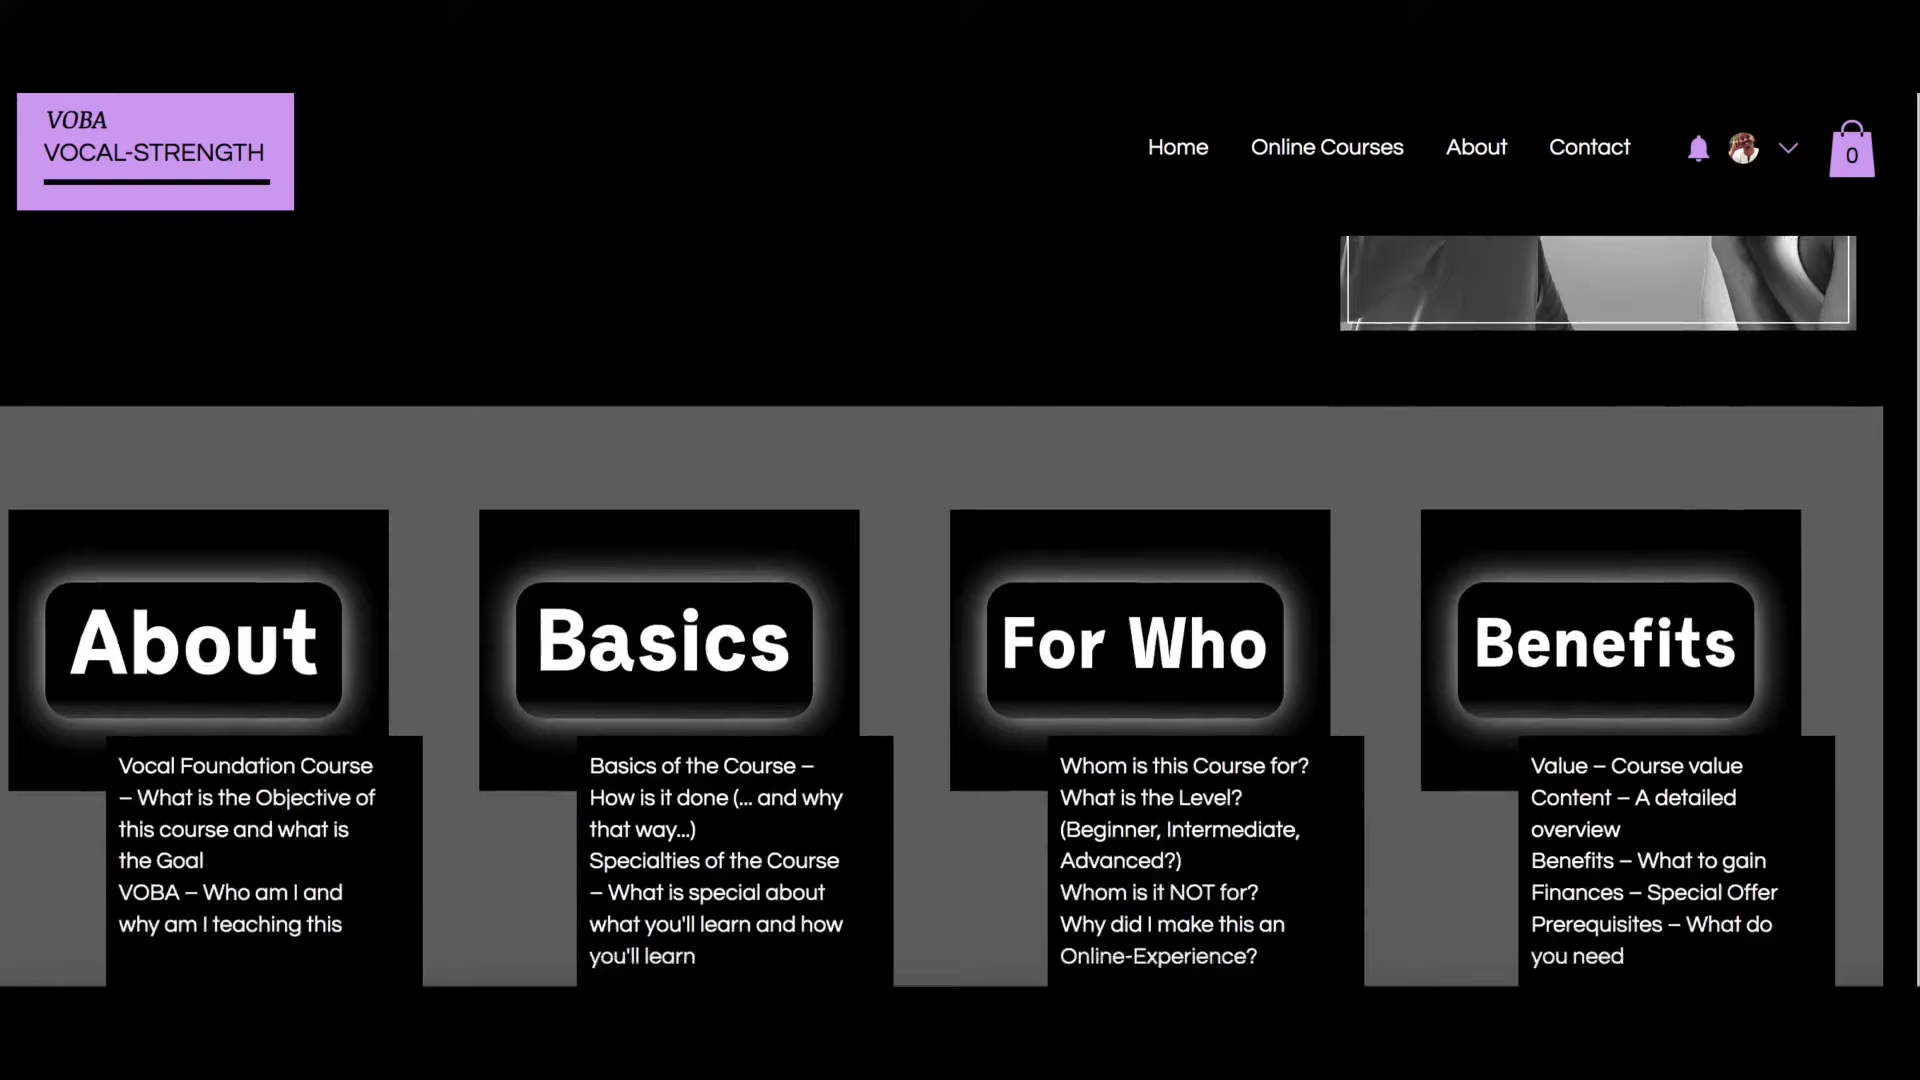 VOBA
VOCAL-STRENGTH
Home
Online Courses
About
Contact
0
About
Vocal Foundation Course
– What is the Objective of
this course and what is
the Goal
VOBA – Who am I and
why am I teaching this
Basics
Basics of the Course –
How is it done (... and why
that way...)
Specialties of the Course
– What is special about
what you'll learn and how
you'll learn
For Who
Whom is this Course for?
What is the Level?
(Beginner, Intermediate,
Advanced?)
Whom is it NOT for?
Why did I make this an
Online-Experience?
Benefits
Value – Course value
Content – A detailed
overview
Benefits – What to gain
Finances – Special Offer
Prerequisites – What do
you need